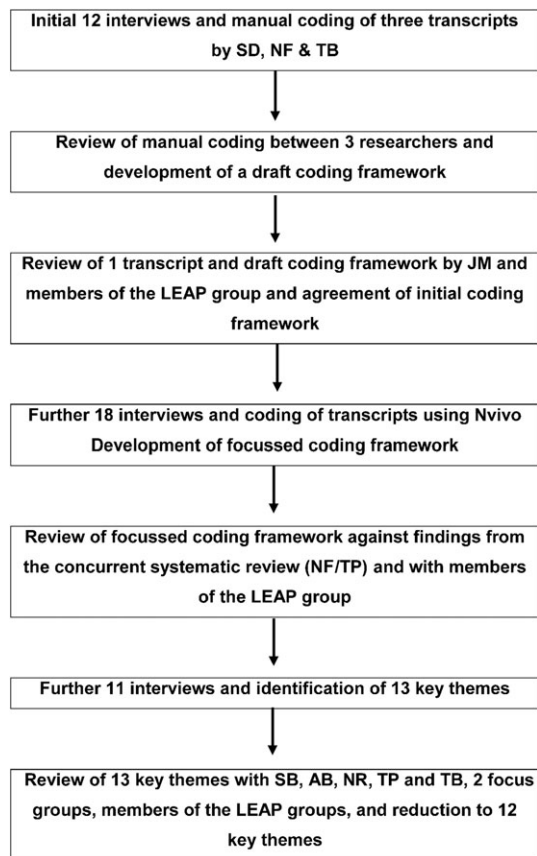 Initial 12 interviews and manual coding of three transcripts
by SD, NF & TB
Review of manual coding between 3 researchers and
development of a draft coding framework
Review of 1 transcript and draft coding framework by JM and
members of the LEAP group and agreement of initial coding
framework
Further 18 interviews and coding of transcripts using Nvivo
Development of focussed coding framework
Review of focussed coding framework against findings from
the concurrent systematic review (NF/TP) and with members
of the LEAP group
Further 11 interviews and identification of 13 key themes
Review of 13 key themes with SB, AB, NR, TP and TB, 2 focus
groups, members of the LEAP groups, and reduction to 12
key themes